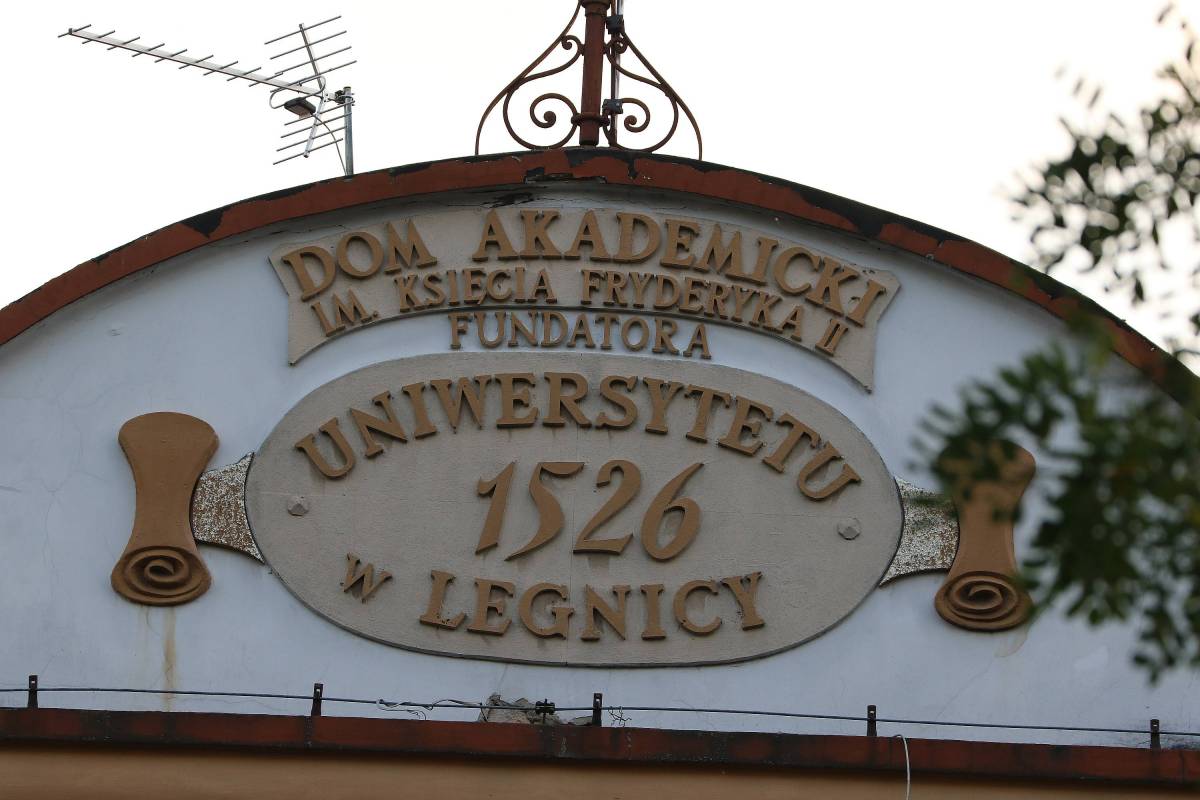 DOM AKADEMICKI
IM. KSIĘCIA FRYDERYKA II
FUNDATORA
UNIWERSYTETU
1526
W LEGNICY